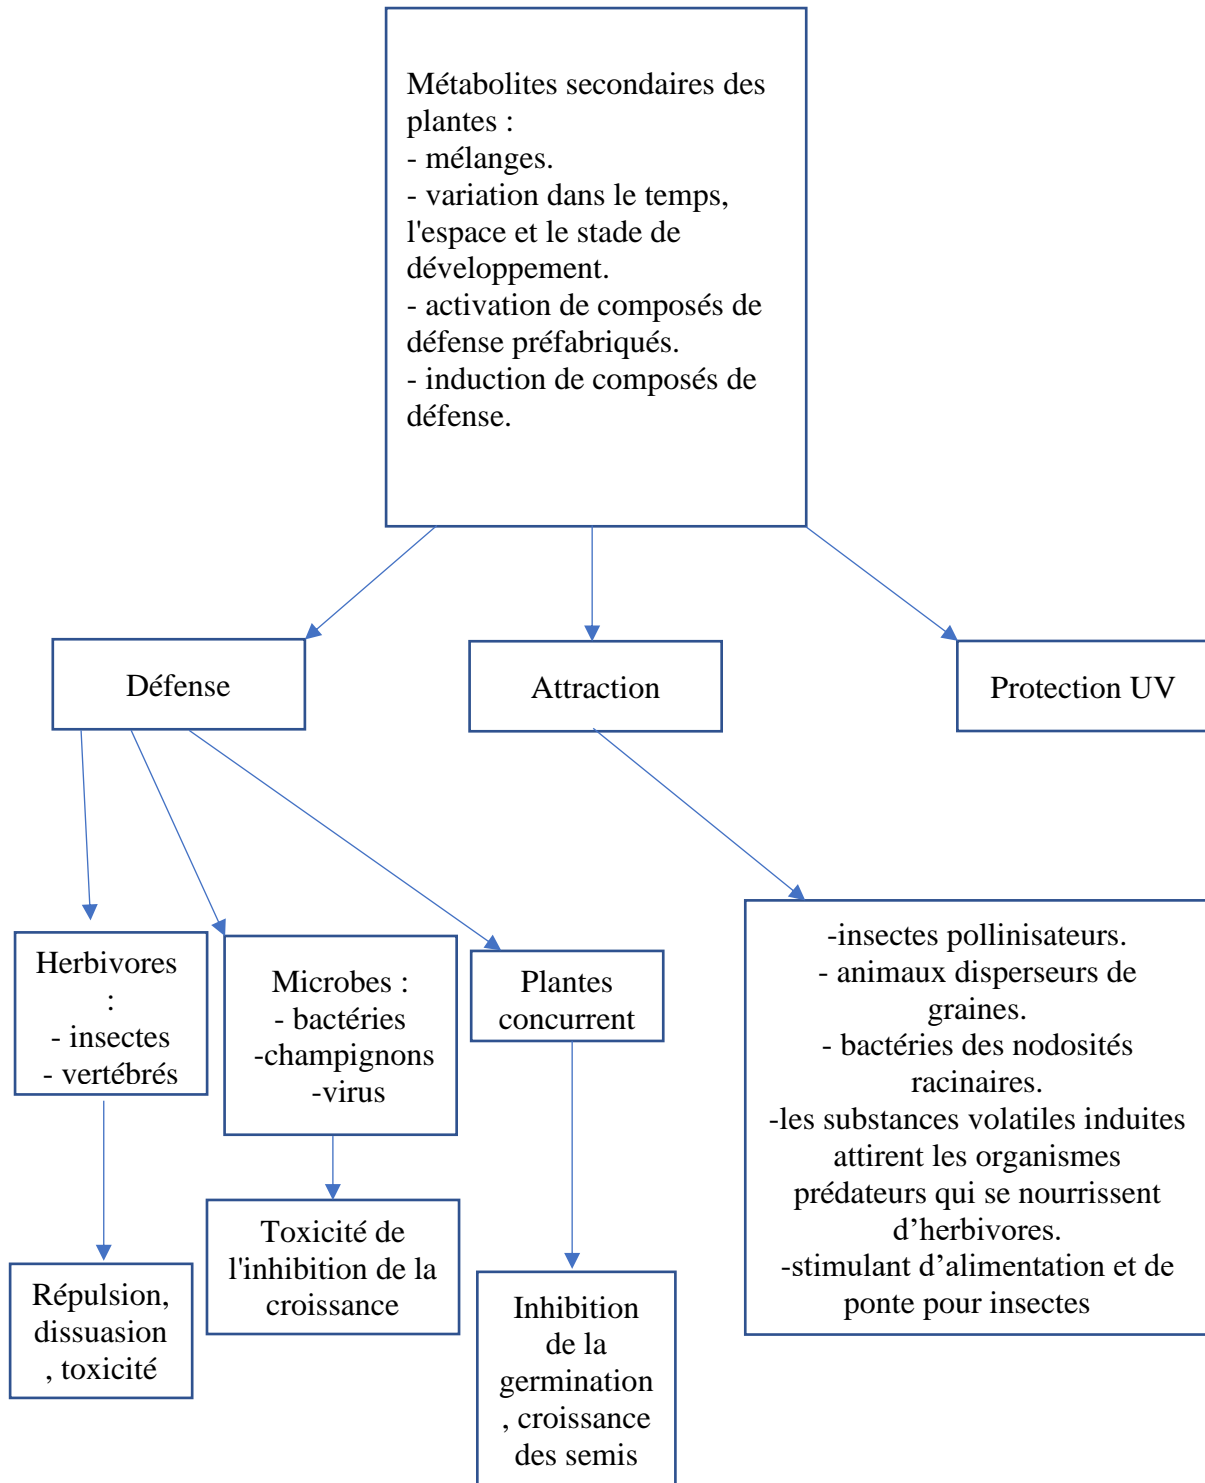 Métabolites secondaires des
plantes :
- mélanges.
- variation dans le temps,
l'espace et le stade de
développement.
- activation de composés de
défense préfabriqués.
- induction de composés de
défense.
Défense
Attraction
Protection UV
Herbivores
:
- insectes
- vertébrés
Microbes :
- bactéries
-champignons
-virus
Plantes
concurrent
-insectes pollinisateurs.
- animaux disperseurs de
graines.
- bactéries des nodosités
racinaires.
-les substances volatiles induites
attirent les organismes
prédateurs qui se nourrissent
d’herbivores.
-stimulant d’alimentation et de
ponte pour insectes
Répulsion,
dissuasion
, toxicité
Toxicité de
l'inhibition de la
croissance
Inhibition
de la
germination
, croissance
des semis